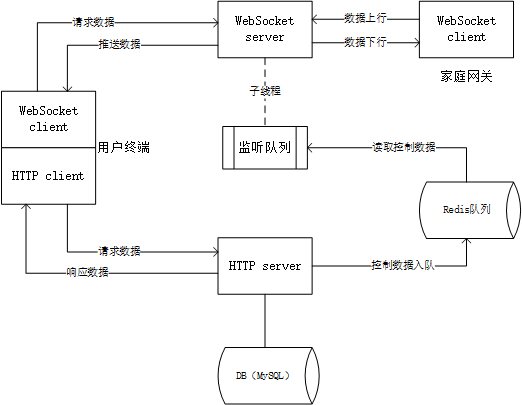 请求数据
WebSocket
server
数据上行
WebSocket
client
推送数据
数据下行
家庭网关
子线程
WebSocket
client
用户终端
监听队列
读取控制数据
HTTP client
Redis队列
请求数据
HTTP server
控制数据入队
响应数据
DB（MySQL）